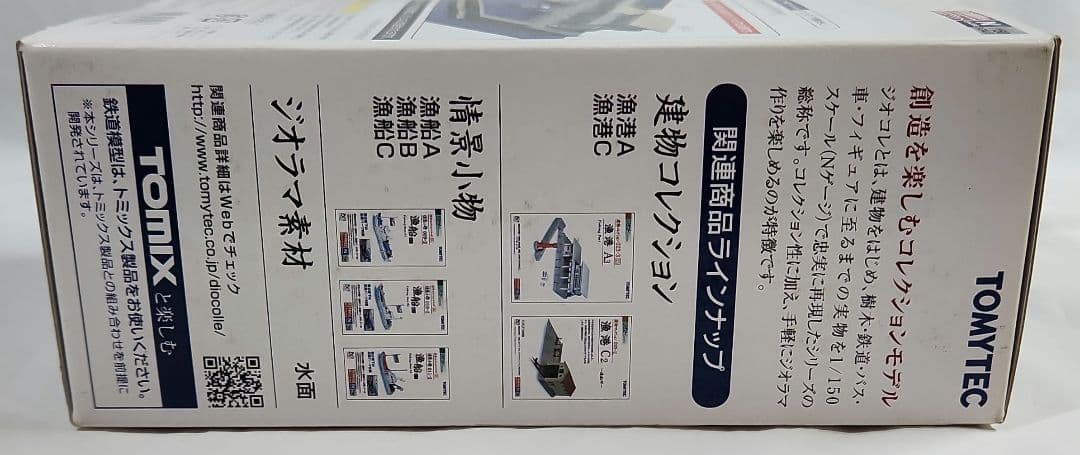 TOMYTEC
創造を楽しむコレクションモデル
ジオコレとは、建物をはじめ、樹木・鉄道・バス・
車・フィギュアに至るまでの実物を1/150
スケール(Nゲージ)で忠実に再現したシリーズの
総称です。コレクション性に加え、手軽にジオラマ
作りを楽しめるのが特徴です。
関連商品ラインナップ
建物コレクション
漁港A
漁港C
漁港 A3
漁港 C2
情景小物
漁船A
漁船B
漁船C
漁船
漁船
漁船
ジオラマ素材
水面
関連商品詳細はWebでチェック
http://www.tomytec.co.jp/diocolle/
TOMIX と楽しむ
鉄道模型は、トミックス製品をお使いください。
※本シリーズは、トミックス製品との組み合わせを前提に
開発されています。